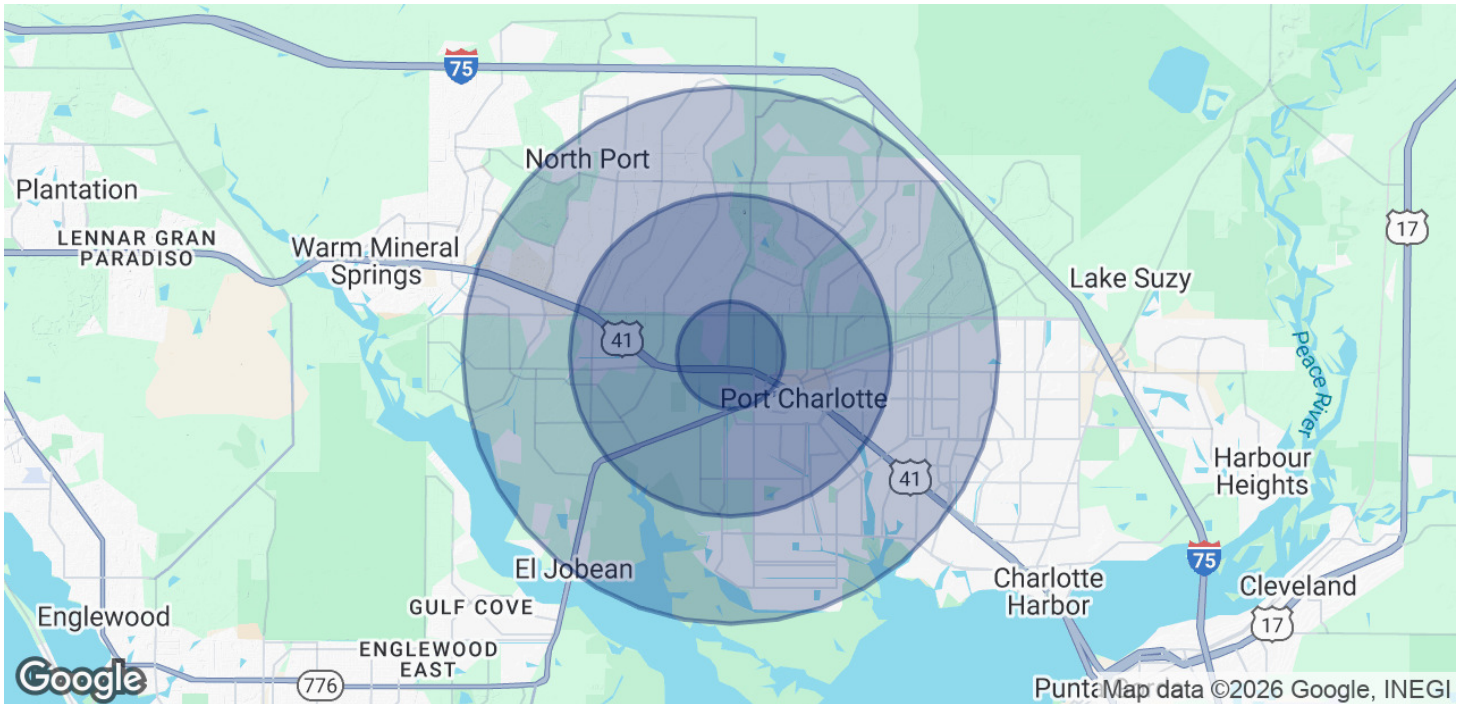 75
North Port
Plantation
17
LENNAR GRAN
PARADISO
Warm Mineral
Springs
Lake Suzy
41
Peace River
Port Charlotte
41
Harbour
Heights
75
El Jobean
Charlotte
Harbor
Cleveland
GULF COVE
Englewood
17
ENGLEWOOD
EAST
Google
776
Punta
Map data ©2026 Google, INEGI